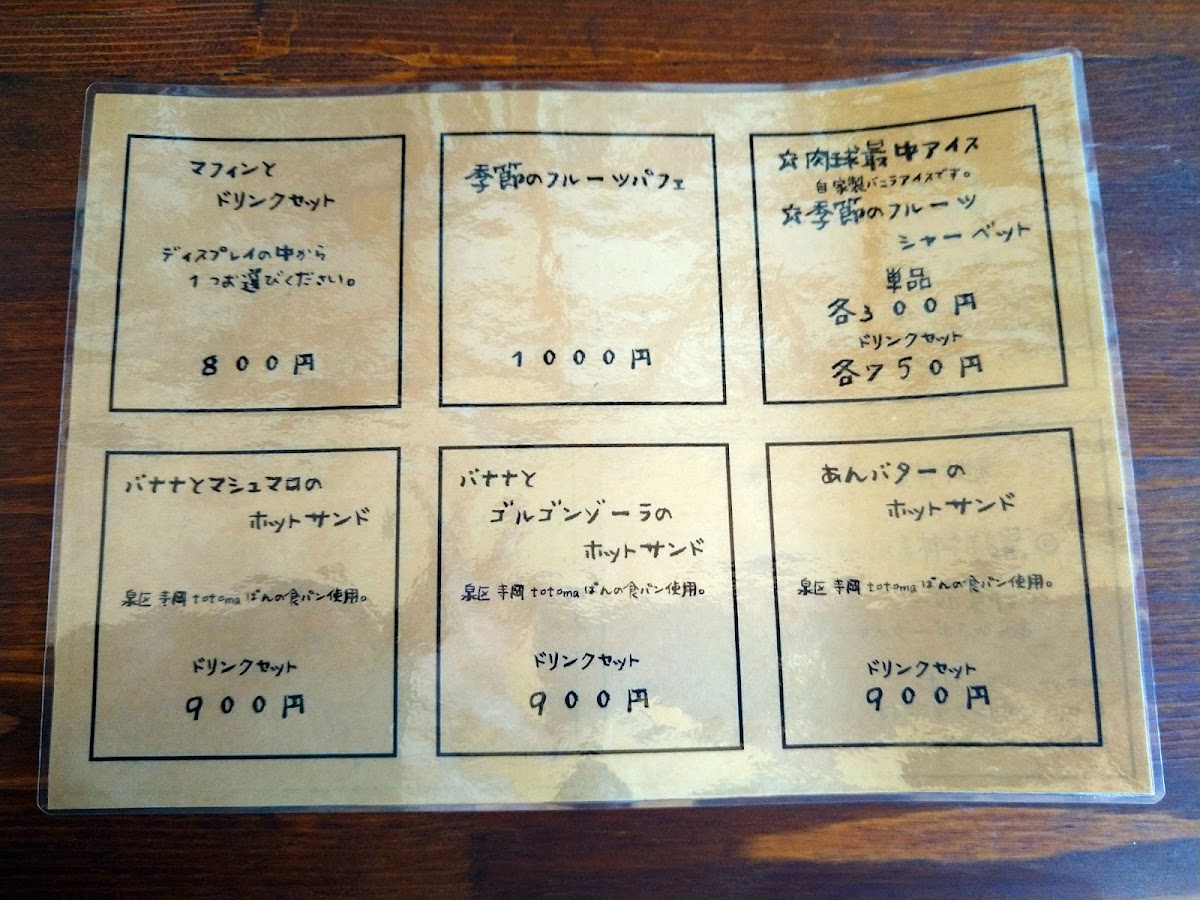 マフィンと
ドリンクセット
ディスプレイの中から
1つお選びください。
800円
季節のフルーツパフェ
1000円
☆肉球最中アイス
自家製バニラアイスです。
☆季節のフルーツ
シャーベット
単品
各300円
ドリンクセット
各750円
バナナとマシュマロの
ホットサンド
泉区寺岡totomaぱんの食パン使用。
ドリンクセット
900円
バナナと
ゴルゴンゾーラの
ホットサンド
泉区寺岡totomaぱんの食パン使用。
ドリンクセット
900円
あんバターの
ホットサンド
泉区寺岡totomaぱんの食パン使用。
ドリンクセット
900円